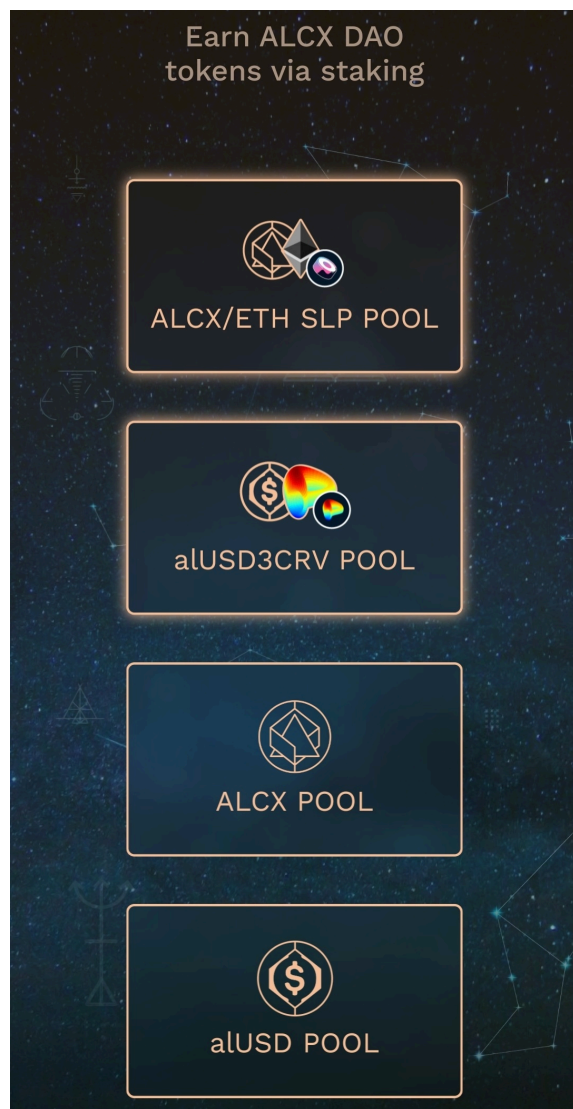 Earn ALCX DAO
tokens via staking
ALCX/ETH SLP POOL
alUSD3CRV POOL
ALCX POOL
alUSD POOL